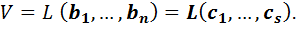 V = L (b₁, … , bₙ) = L(c₁, … , cₛ).